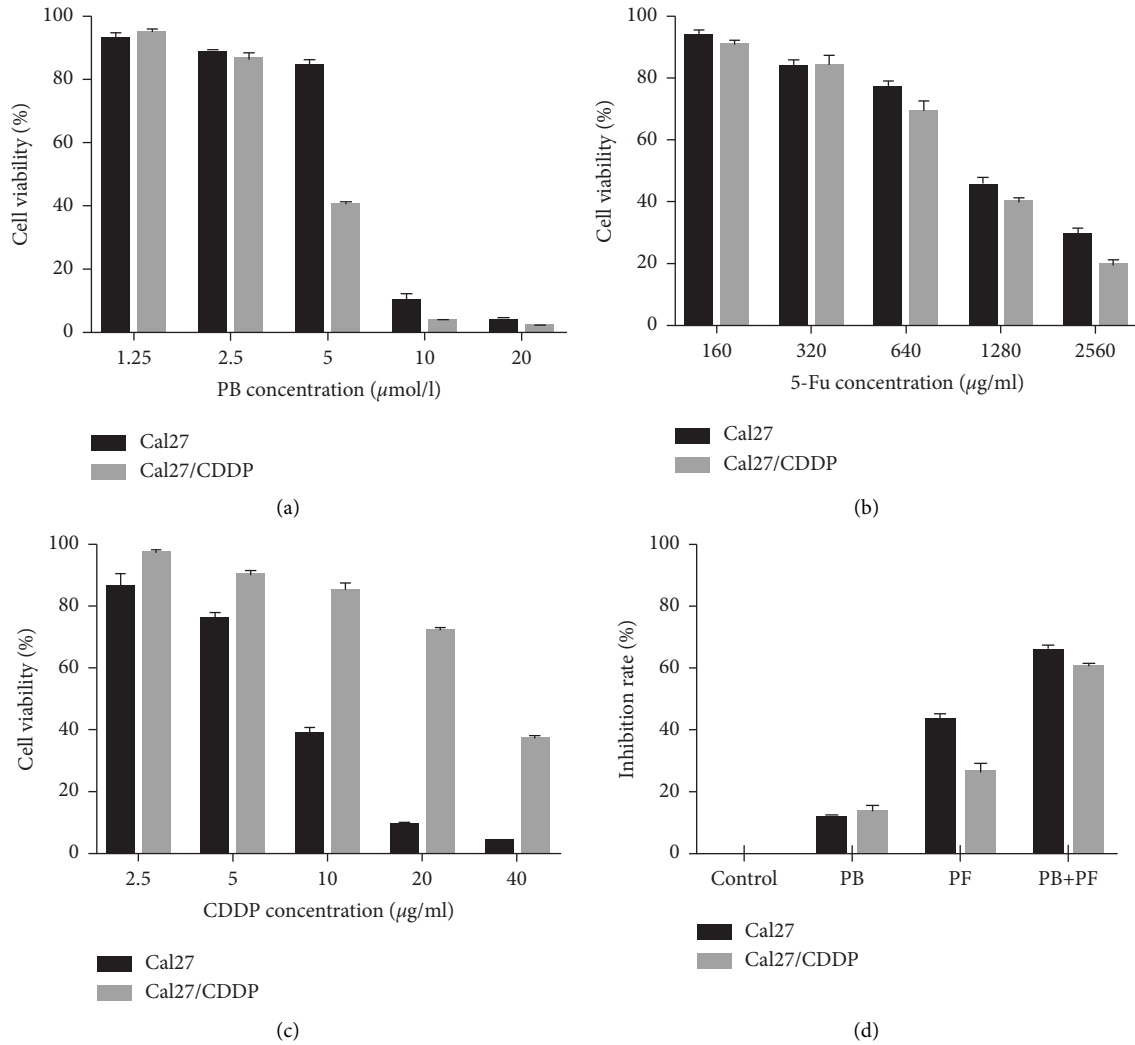 Cell viability (%)
100
80
60
40
20
0
1.25 2.5 5 10 20
PB concentration (µmol/l)
Cal27
Cal27/CDDP
(a)
Cell viability (%)
100
80
60
40
20
0
160 320 640 1280 2560
5-Fu concentration (µg/ml)
Cal27
Cal27/CDDP
(b)
Cell viability (%)
100
80
60
40
20
0
2.5 5 10 20 40
CDDP concentration (µg/ml)
Cal27
Cal27/CDDP
(c)
Inhibition rate (%)
100
80
60
40
20
0
Control PB PF PB+PF
Cal27
Cal27/CDDP
(d)